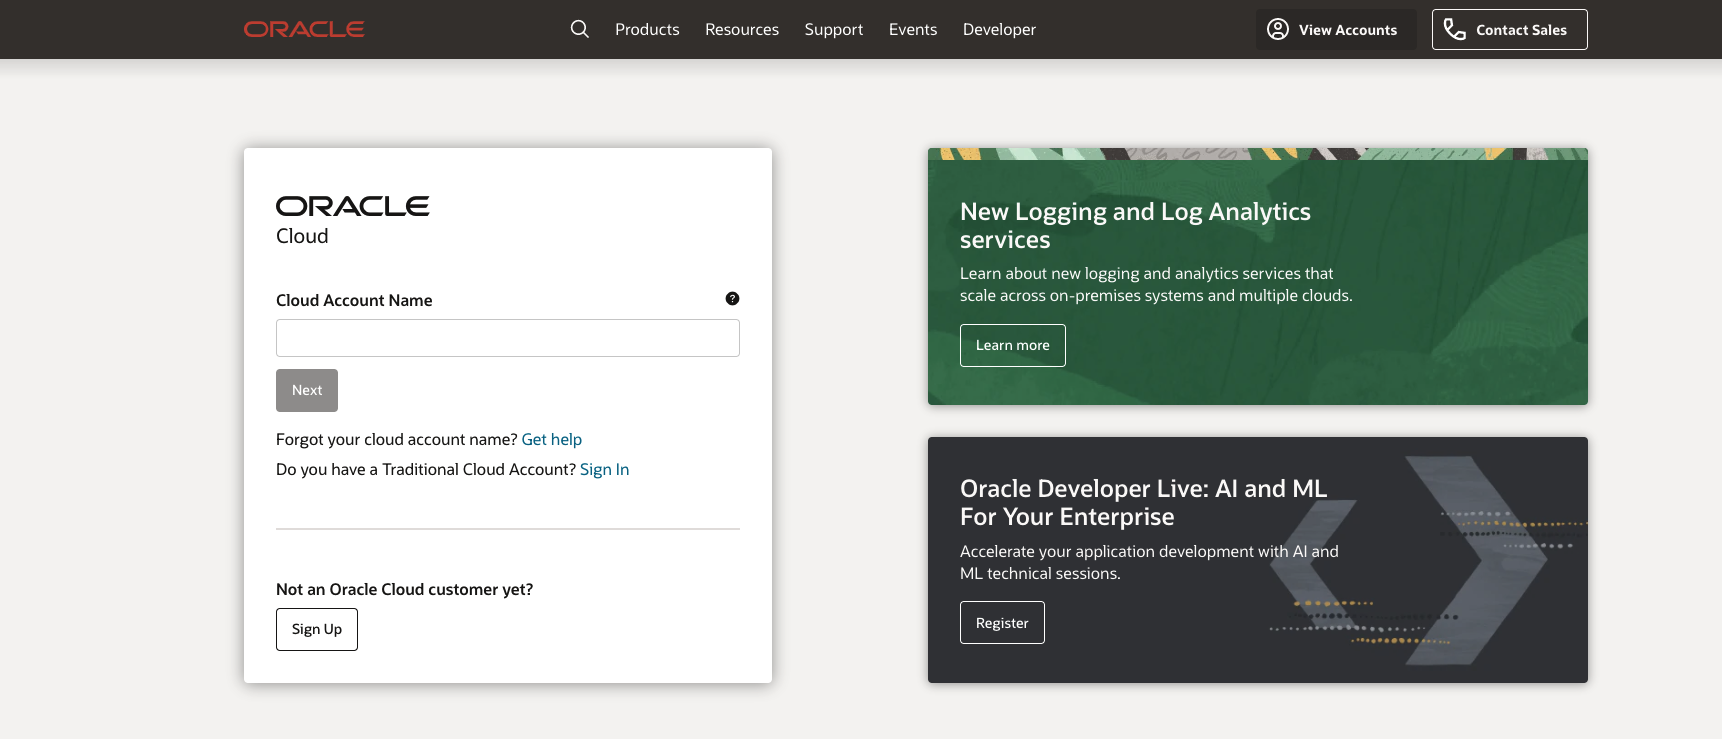 ORACLE
Products Resources Support Events Developer
View Accounts
Contact Sales
ORACLE
Cloud
Cloud Account Name
?
Next
Forgot your cloud account name? Get help
Do you have a Traditional Cloud Account? Sign In
Not an Oracle Cloud customer yet?
Sign Up
New Logging and Log Analytics
services
Learn about new logging and analytics services that
scale across on-premises systems and multiple clouds.
Learn more
Oracle Developer Live: AI and ML
For Your Enterprise
Accelerate your application development with AI and
ML technical sessions.
Register